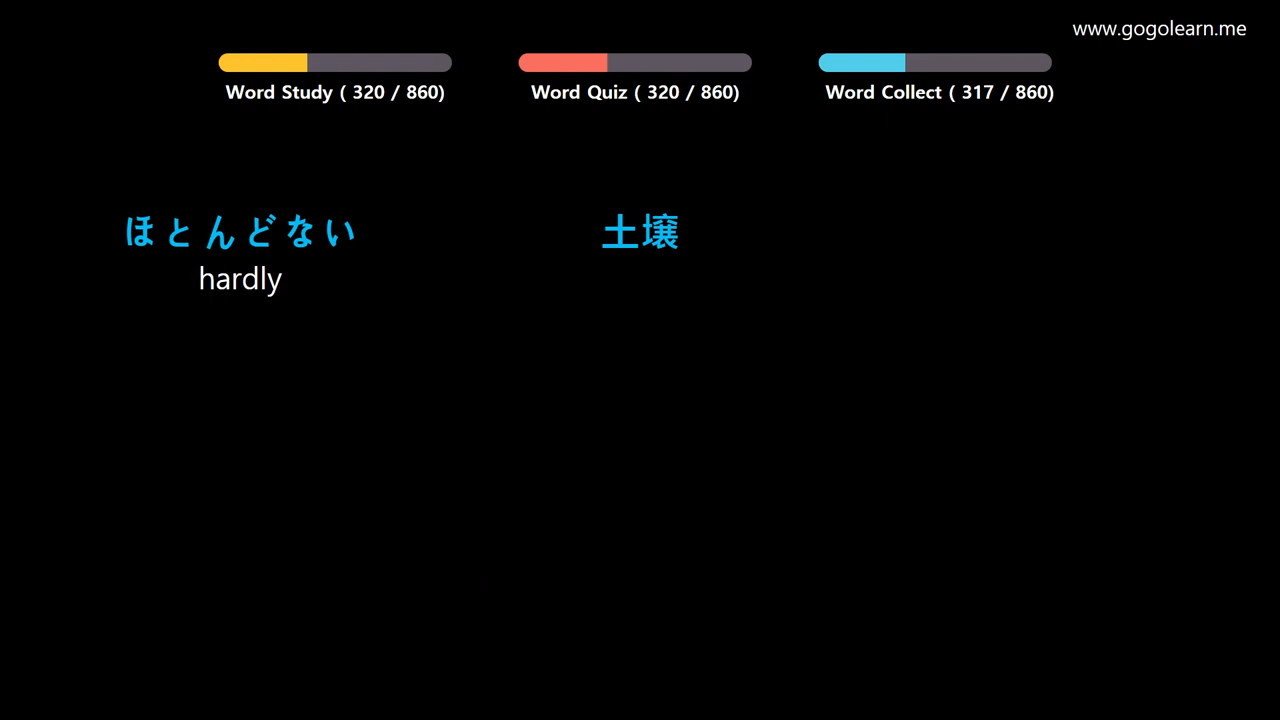 www.gogolearn.me
Word Study ( 320 / 860)
Word Quiz ( 320 / 860)
Word Collect ( 317 / 860)
ほとんどない
hardly
土壌